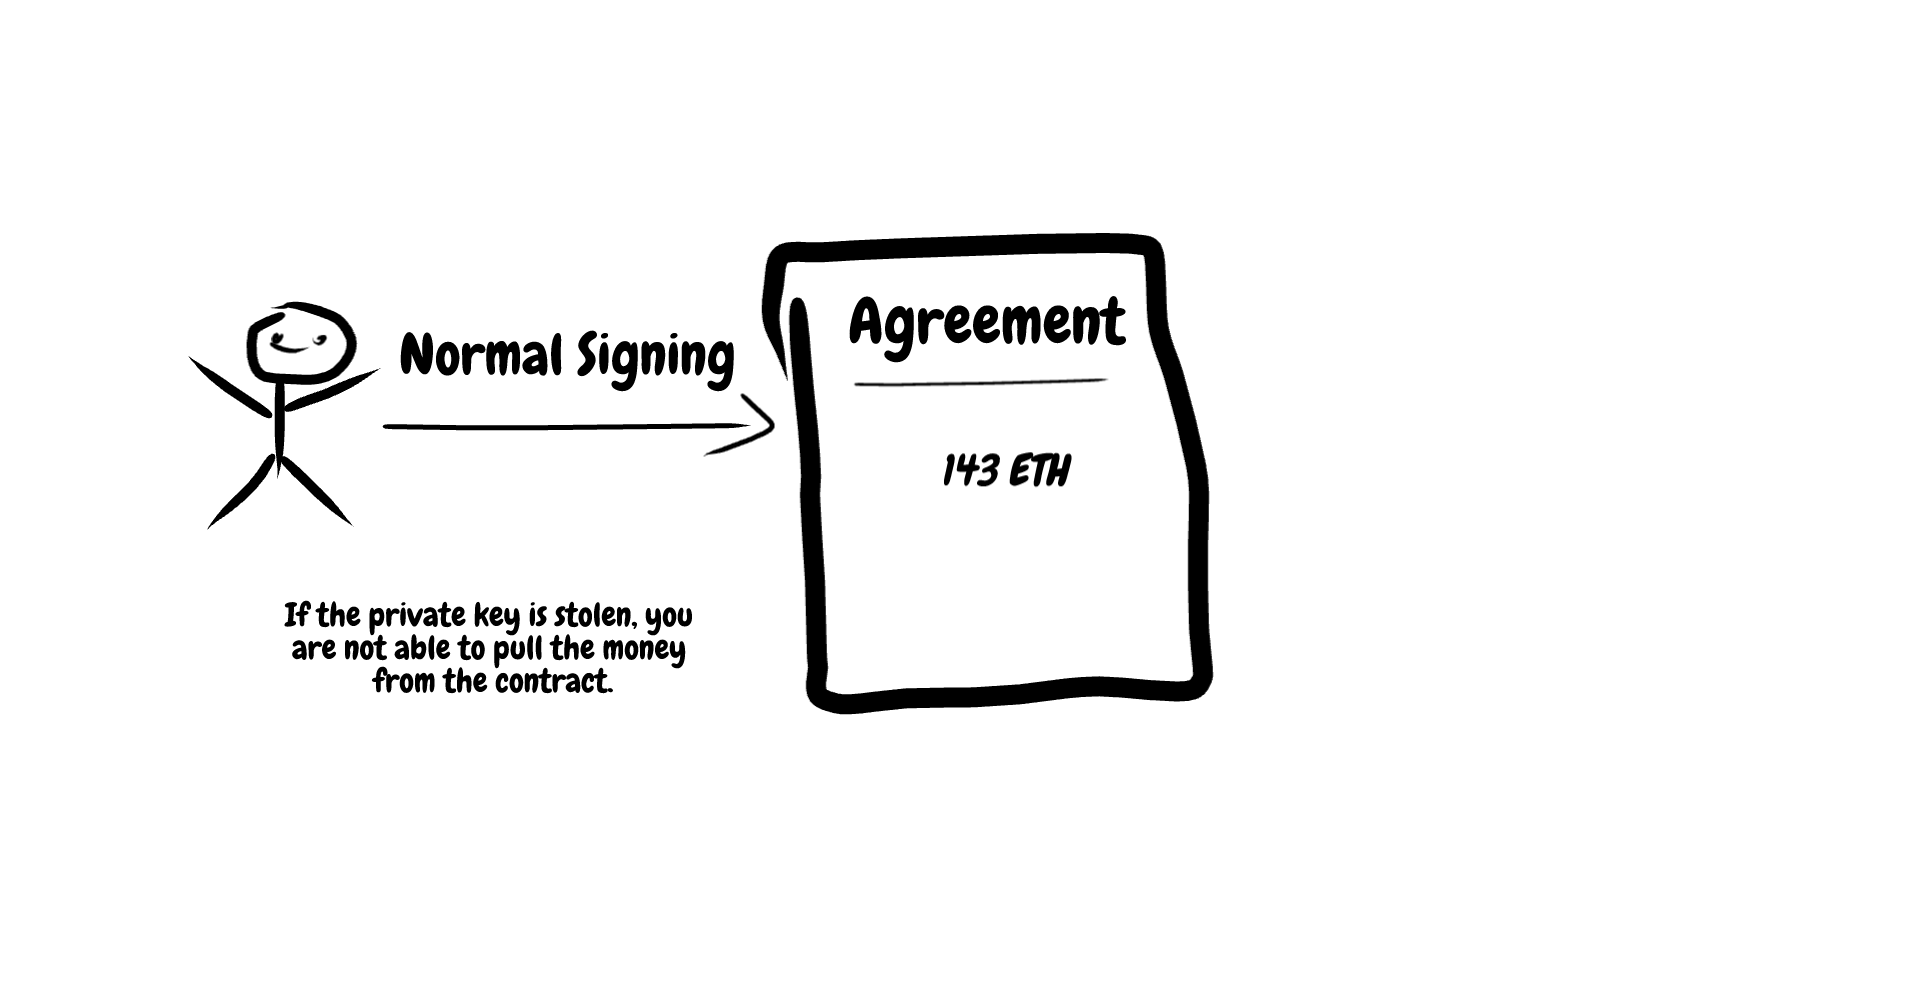 Agreement
Normal Signing
143 ETH
If the private key is stolen, you
are not able to pull the money
from the contract.